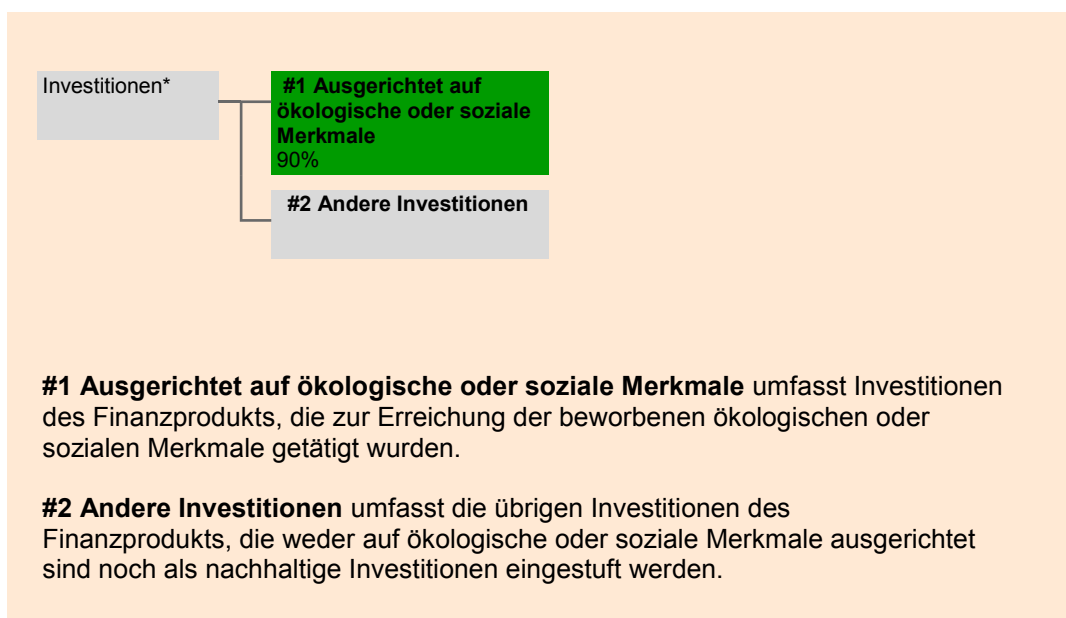 Investitionen*
#1 Ausgerichtet auf
ökologische oder soziale
Merkmale
90%
#2 Andere Investitionen
#1 Ausgerichtet auf ökologische oder soziale Merkmale umfasst Investitionen
des Finanzprodukts, die zur Erreichung der beworbenen ökologischen oder
sozialen Merkmale getätigt wurden.
#2 Andere Investitionen umfasst die übrigen Investitionen des
Finanzprodukts, die weder auf ökologische oder soziale Merkmale ausgerichtet
sind noch als nachhaltige Investitionen eingestuft werden.